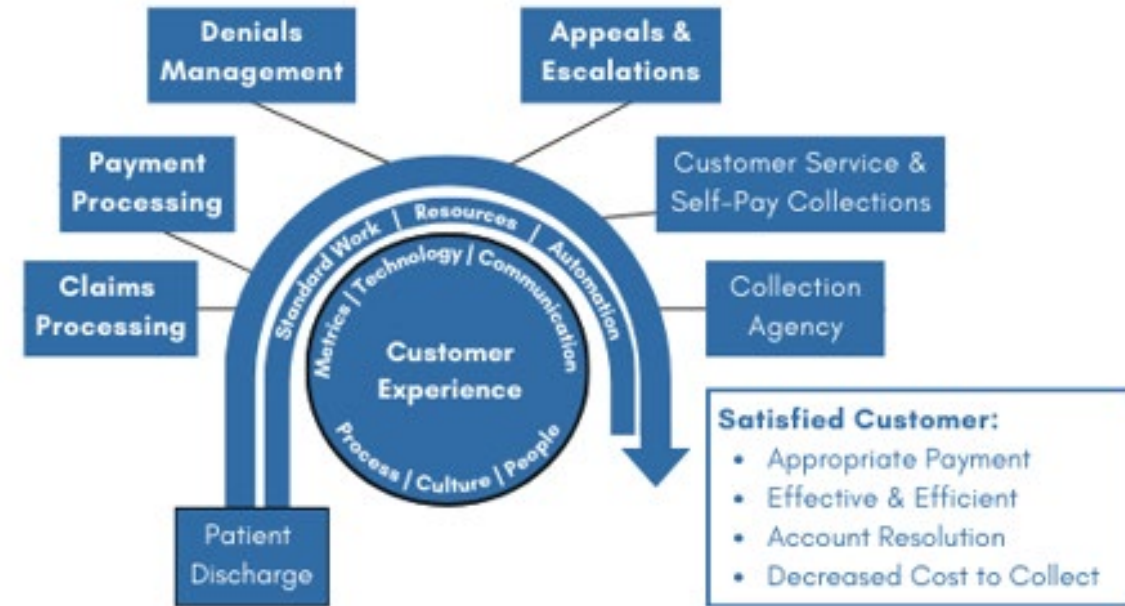 Denials
Management
Appeals &
Escalations
Payment
Processing
Customer Service &
Self-Pay Collections
Claims
Processing
Collection
Agency
Standard Work | Resources | Automation
Metrics | Technology | Communication
Customer
Experience
Process | Culture | People
Patient
Discharge
Satisfied Customer:
• Appropriate Payment
• Effective & Efficient
• Account Resolution
• Decreased Cost to Collect